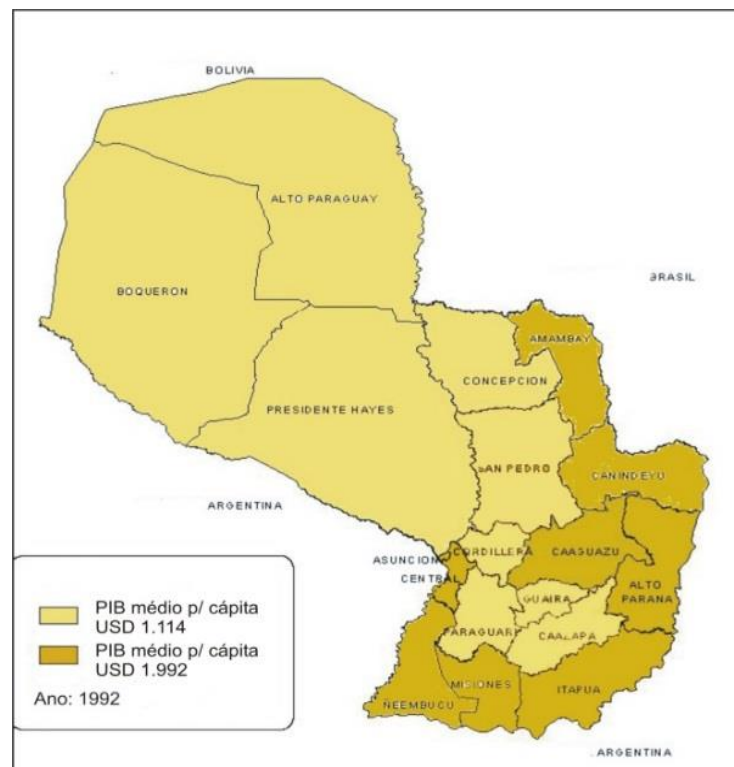 BOLIVIA
ALTO PARAGUAY
BRASIL
BOQUERON
AMAMBAY
CONCEPCION
PRESIDENTE HAYES
SAN PEDRO
CANINDEYU
ARGENTINA
ASUNCION
CORDILLERA
CAAGUAZU
CENTRAL
ALTO
PARANA
GUAIRA
PARAGUARI
CAAZAPA
MISIONES
ITAPUA
ÑEEMBUCU
ARGENTINA
PIB médio p/ cápita
USD 1.114
PIB médio p/ cápita
USD 1.992
Ano: 1992